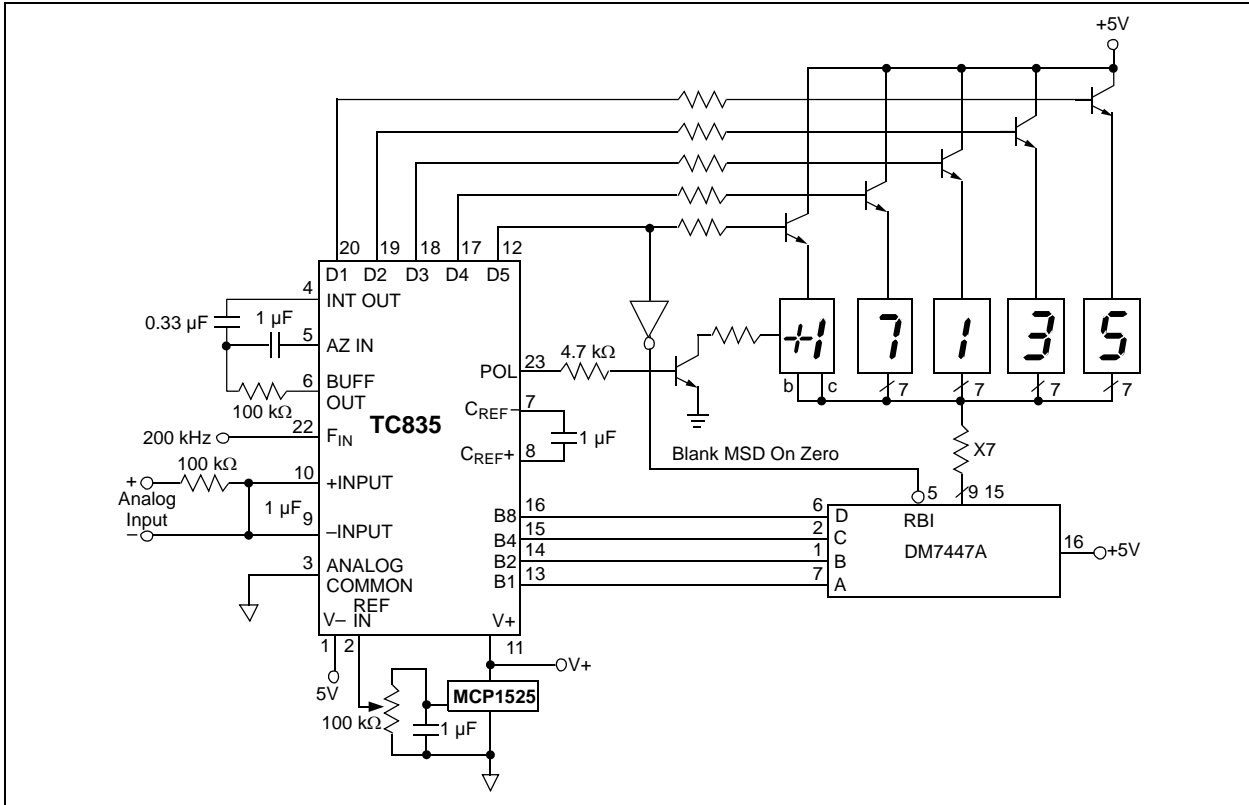 +5V
20 19 18 17 12
D1 D2 D3 D4 D5
4
INT OUT
0.33 µF
1 µF
5
AZ IN
6
BUFF
OUT
100 kΩ
TC835
22
200 kHz
FIN
100 kΩ
10
+INPUT
+
Analog
Input
–
1 µF
9
–INPUT
3
ANALOG
COMMON
REF
IN
V–
V+
1
2
11
5V
V+
MCP1525
100 kΩ
1 µF
POL
23
4.7 kΩ
CREF–
7
1 µF
CREF+
8
B8
16
B4
15
B2
14
B1
13
+1 7 1 3 5
b c
7 7 7 7
X7
Blank MSD On Zero
5
9 15
6
D
RBI
2
C
DM7447A
1
B
7
A
16
+5V